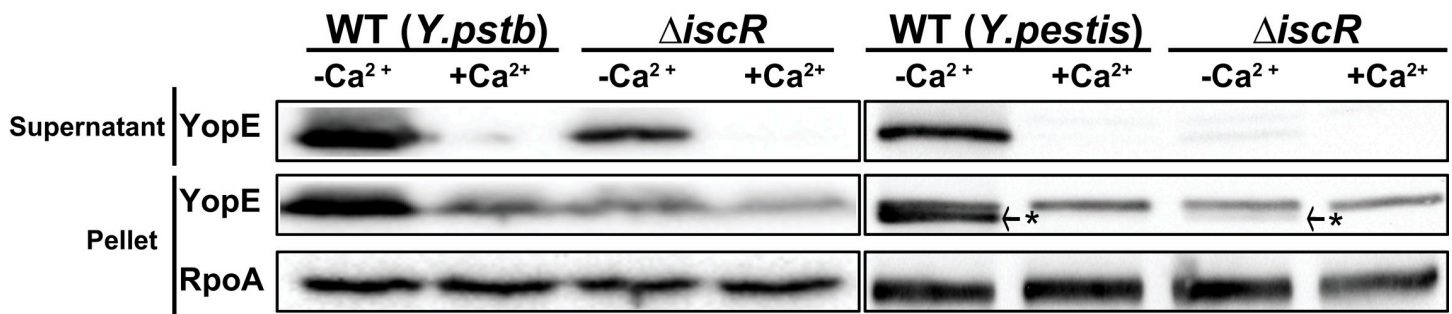 WT (Y.pstb) ΔiscR WT (Y.pestis) ΔiscR
-Ca²⁺ +Ca²⁺ -Ca²⁺ +Ca²⁺ -Ca²⁺ +Ca²⁺ -Ca²⁺ +Ca²⁺
Supernatant YopE
YopE ←* ←*
Pellet
RpoA